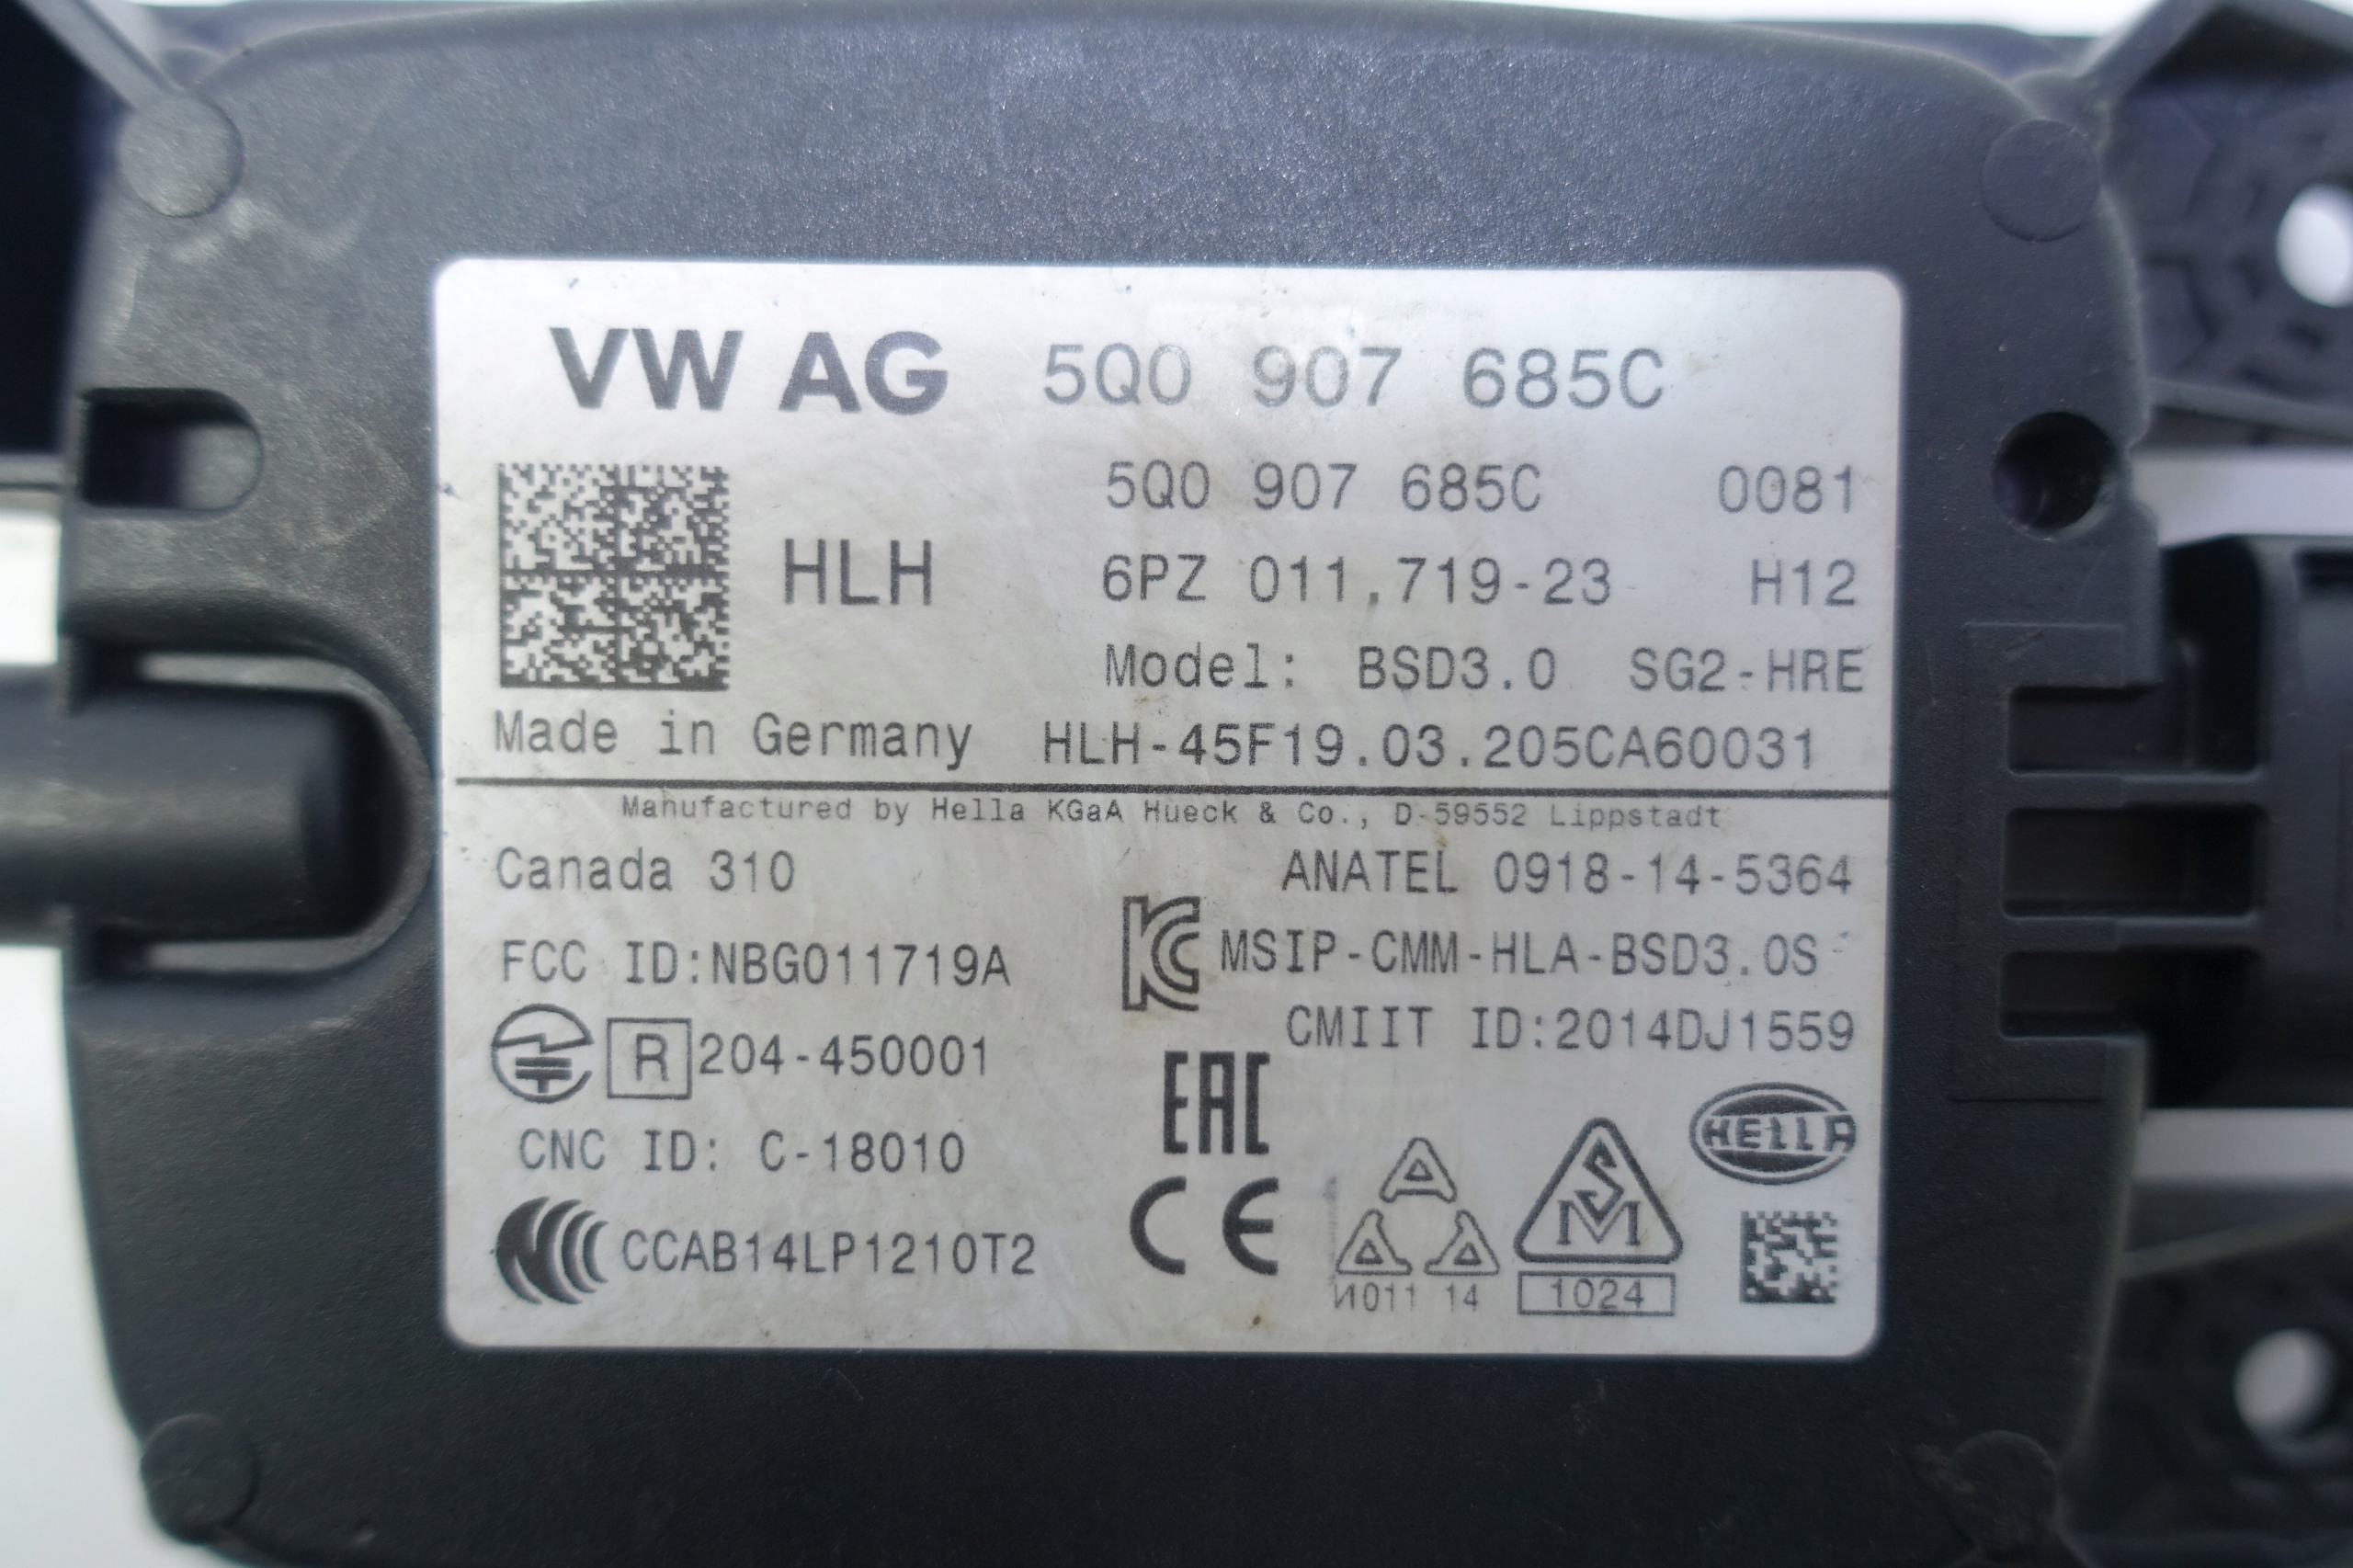 VW AG 5Q0 907 685C
5Q0 907 685C 0081
HLH 6PZ 011.719-23 H12
Model: BSD3.0 SG2-HRE
Made in Germany HLH-45F19.03.205CA60031
Manufactured by Hella KGaA Hueck & Co., D-59552 Lippstadt
Canada 310 ANATEL 0918-14-5364
FCC ID:NBG011719A KC MSIP-CMM-HLA-BSD3.0S
R 204-450001 CMIIT ID:2014DJ1559
CNC ID: C-18010 EAC HELLA
CCAB14LP1210T2 CE A A A SM
И011 14 1024